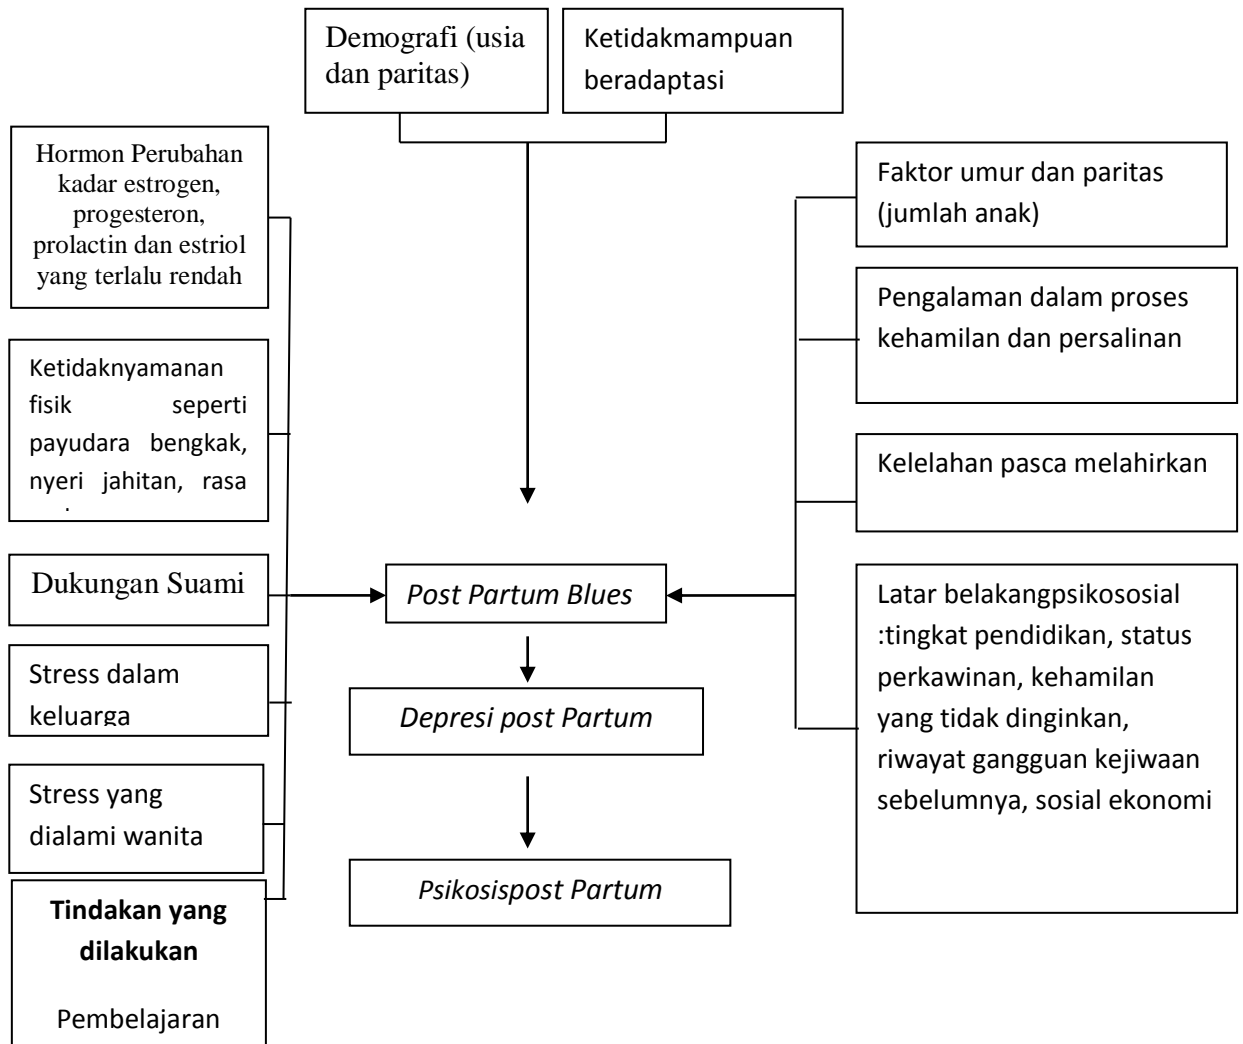 Demografi (usia
dan paritas)
Ketidakmampuan
beradaptasi
Hormon Perubahan
kadar estrogen,
progesteron,
prolactin dan estriol
yang terlalu rendah
Ketidaknyamanan
fisik seperti
payudara bengkak,
nyeri jahitan, rasa
Dukungan Suami
Stress dalam
keluarga
Stress yang
dialami wanita
Tindakan yang
dilakukan
Pembelajaran
Post Partum Blues
Depresi post Partum
Psikosispost Partum
Faktor umur dan paritas
(jumlah anak)
Pengalaman dalam proses
kehamilan dan persalinan
Kelelahan pasca melahirkan
Latar belakangpsikososial
:tingkat pendidikan, status
perkawinan, kehamilan
yang tidak dinginkan,
riwayat gangguan kejiwaan
sebelumnya, sosial ekonomi